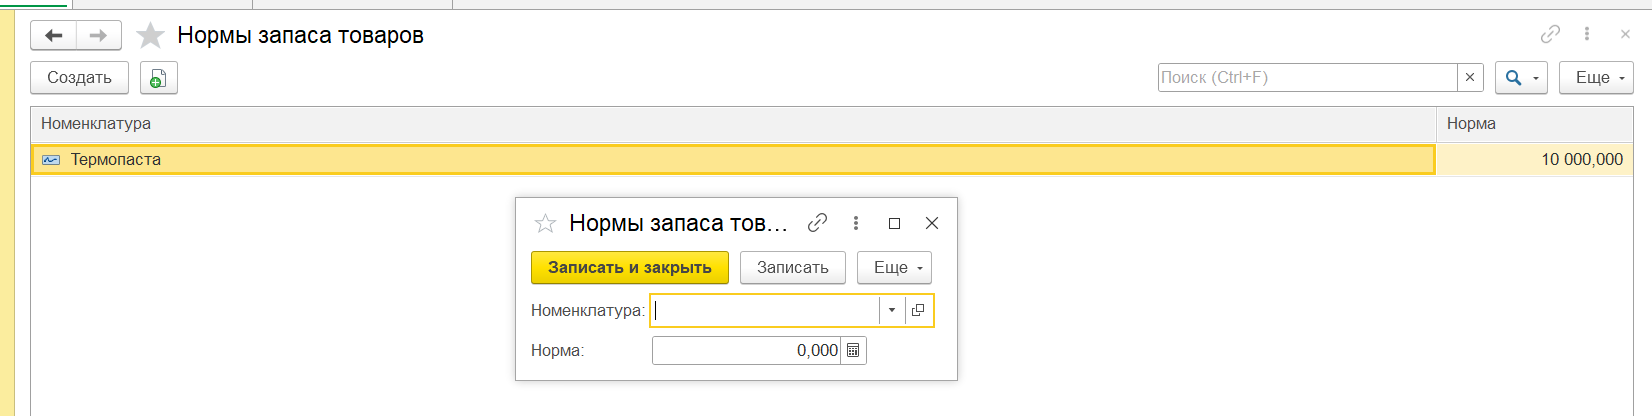 Нормы запаса товаров
Создать
Поиск (Ctrl+F)
Еще
Номенклатура Норма
Термопаста 10 000,000
Нормы запаса тов...
Записать и закрыть Записать Еще
Номенклатура:
Норма: 0,000